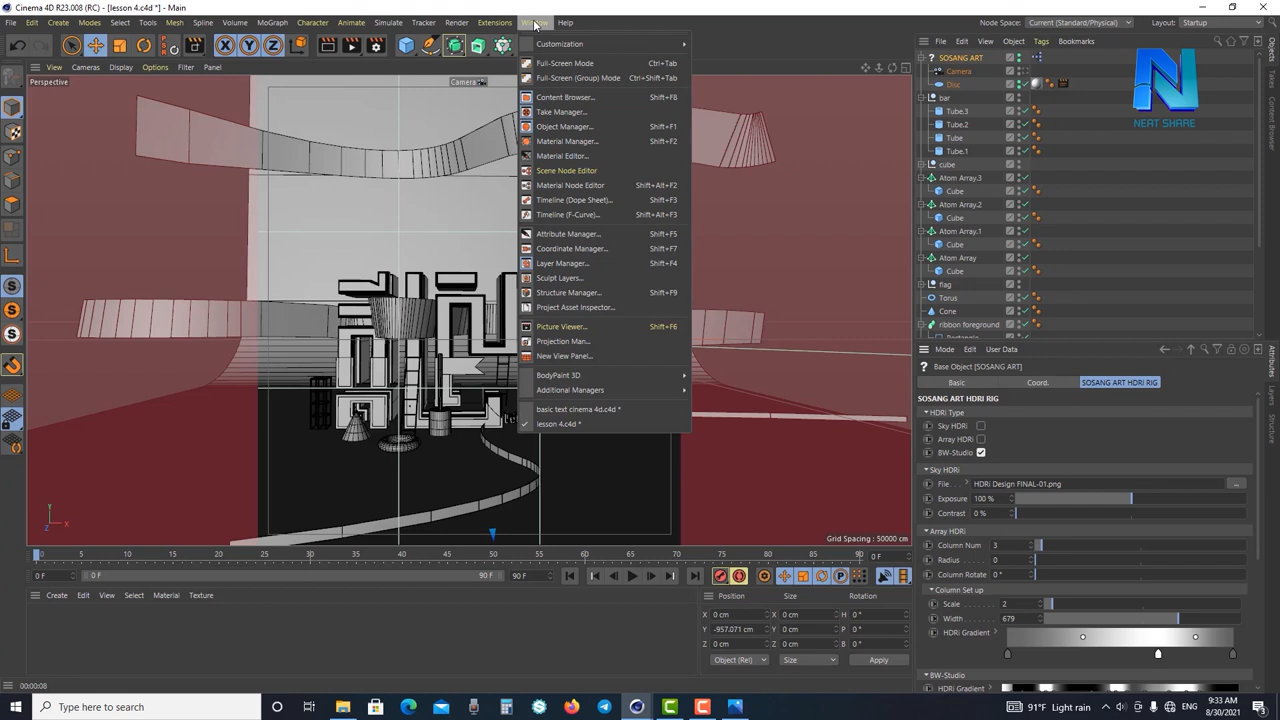 Cinema 4D R23.008 (RC) - [lesson 4.c4d *] - Main
File Edit Create Modes Select Tools Mesh Spline Volume MoGraph Character Animate Simulate Tracker Render Extensions Window Help
Node Space: Current (Standard/Physical) Layout: Startup
X Y Z
View Cameras Display Options Filter Panel
Perspective
Camera
Customization
Full-Screen Mode Ctrl+Tab
Full-Screen (Group) Mode Ctrl+Shift+Tab
Content Browser... Shift+F8
Take Manager...
Object Manager... Shift+F1
Material Manager... Shift+F2
Material Editor...
Scene Node Editor
Material Node Editor Shift+Alt+F2
Timeline (Dope Sheet)... Shift+F3
Timeline (F-Curve)... Shift+Alt+F3
Attribute Manager... Shift+F5
Coordinate Manager... Shift+F7
Layer Manager... Shift+F4
Sculpt Layers...
Structure Manager... Shift+F9
Project Asset Inspector...
Picture Viewer... Shift+F6
Projection Man...
New View Panel...
BodyPaint 3D
Additional Managers
basic text cinema 4d.c4d *
lesson 4.c4d *
Y
Z X
Grid Spacing : 50000 cm
File Edit View Object Tags Bookmarks
SOSANG ART
Camera
Disc
bar
Tube.3
Tube.2
Tube
Tube.1
cube
Atom Array.3
Cube
Atom Array.2
Cube
Atom Array.1
Cube
Atom Array
Cube
flag
Torus
Cone
ribbon foreground
NEAT SHARE
Takes
Content Browser
Mode Edit User Data
Base Object [SOSANG ART]
Basic Coord. SOSANG ART HDRI RIG
SOSANG ART HDRI RIG
HDRi Type
Sky HDRi
Array HDRi
BW-Studio
Sky HDRi
File . . . HDRi Design FINAL-01.png ...
Exposure 100 %
Contrast 0 %
Array HDRi
Column Num 3
Radius 0
Column Rotate 0 °
Column Set up
Scale 2
Width 679
HDRi Gradient
BW-Studio
HDRi Gradient
Attributes
Layers
Structure
0 5 10 15 20 25 30 35 40 45 50 55 60 65 70 75 80 85 90 0 F
0 F 0 F 90 F 90 F
Create Edit View Select Material Texture
Position Size Rotation
X 0 cm X 0 cm H 0 °
Y -957.071 cm Y 0 cm P 0 °
Z 0 cm Z 0 cm B 0 °
Object (Rel) Size Apply
00:00:08
Type here to search
91°F Light rain
9:33 AM
8/30/2021